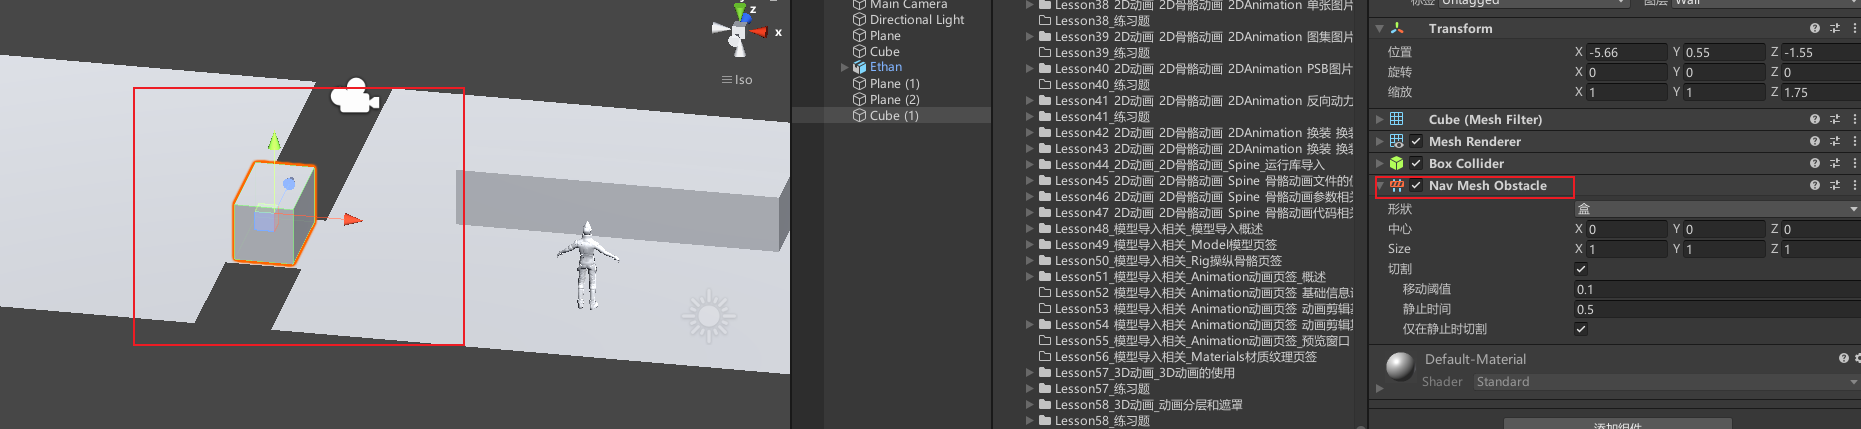 z
x
Iso
Main Camera
Directional Light
Plane
Cube
Ethan
Plane (1)
Plane (2)
Cube (1)
Lesson38_2D动画_2D骨骼动画_2DAnimation_单张图片
Lesson38_练习题
Lesson39_2D动画_2D骨骼动画_2DAnimation_图集图片
Lesson39_练习题
Lesson40_2D动画_2D骨骼动画_2DAnimation_PSB图片
Lesson40_练习题
Lesson41_2D动画_2D骨骼动画_2DAnimation_反向动力
Lesson41_练习题
Lesson42_2D动画_2D骨骼动画_2DAnimation_换装_换装
Lesson43_2D动画_2D骨骼动画_2DAnimation_换装_换装
Lesson44_2D动画_2D骨骼动画_Spine_运行库导入
Lesson45_2D动画_2D骨骼动画_Spine_骨骼动画文件的使
Lesson46_2D动画_2D骨骼动画_Spine_骨骼动画参数相关
Lesson47_2D动画_2D骨骼动画_Spine_骨骼动画代码相关
Lesson48_模型导入相关_模型导入概述
Lesson49_模型导入相关_Model模型页签
Lesson50_模型导入相关_Rig操纵骨骼页签
Lesson51_模型导入相关_Animation动画页签_概述
Lesson52_模型导入相关_Animation动画页签_基础信息
Lesson53_模型导入相关_Animation动画页签_动画剪辑
Lesson54_模型导入相关_Animation动画页签_动画剪辑
Lesson55_模型导入相关_Animation动画页签_预览窗口
Lesson56_模型导入相关_Materials材质纹理页签
Lesson57_3D动画_3D动画的使用
Lesson57_练习题
Lesson58_3D动画_动画分层和遮罩
Lesson58_练习题
标签 Untagged 图层 Wall
Transform
位置 X -5.66 Y 0.55 Z -1.55
旋转 X 0 Y 0 Z 0
缩放 X 1 Y 1 Z 1.75
Cube (Mesh Filter)
Mesh Renderer
Box Collider
Nav Mesh Obstacle
形状 盒
中心 X 0 Y 0 Z 0
Size X 1 Y 1 Z 1
切割
移动阈值 0.1
静止时间 0.5
仅在静止时切割
Default-Material
Shader Standard
添加组件